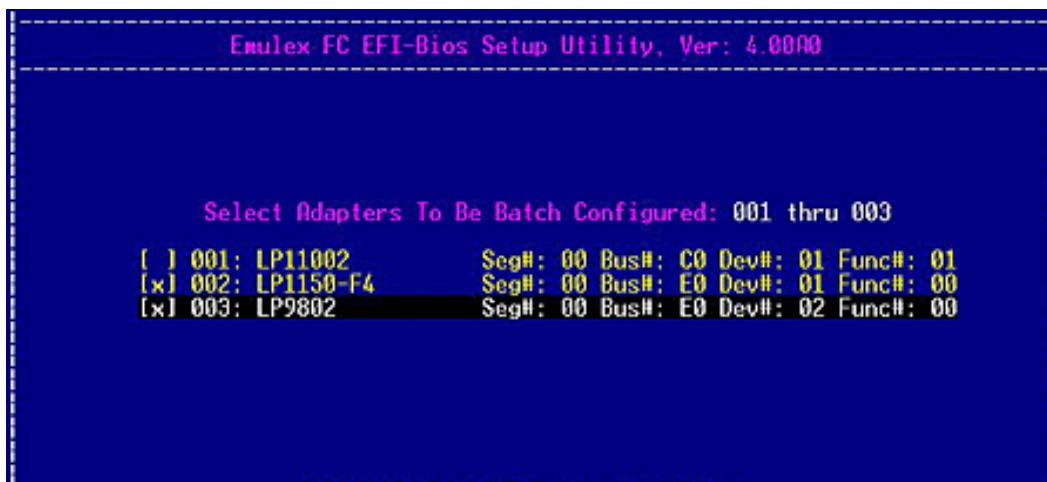 Emulex FC EFI-Bios Setup Utility, Ver: 4.00A0
Select Adapters To Be Batch Configured: 001 thru 003
[ ] 001: LP11002 Seg#: 00 Bus#: C0 Dev#: 01 Func#: 01
[x] 002: LP1150-F4 Seg#: 00 Bus#: E0 Dev#: 01 Func#: 00
[x] 003: LP9802 Seg#: 00 Bus#: E0 Dev#: 02 Func#: 00